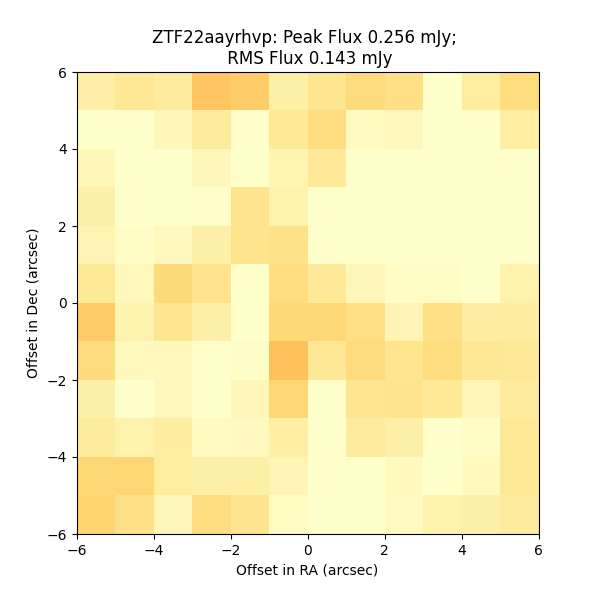 ZTF22aayrhvp: Peak Flux 0.256 mJy;
RMS Flux 0.143 mJy
6
4
2
0
−2
−4
−6
Offset in Dec (arcsec)
−6 −4 −2 0 2 4 6
Offset in RA (arcsec)